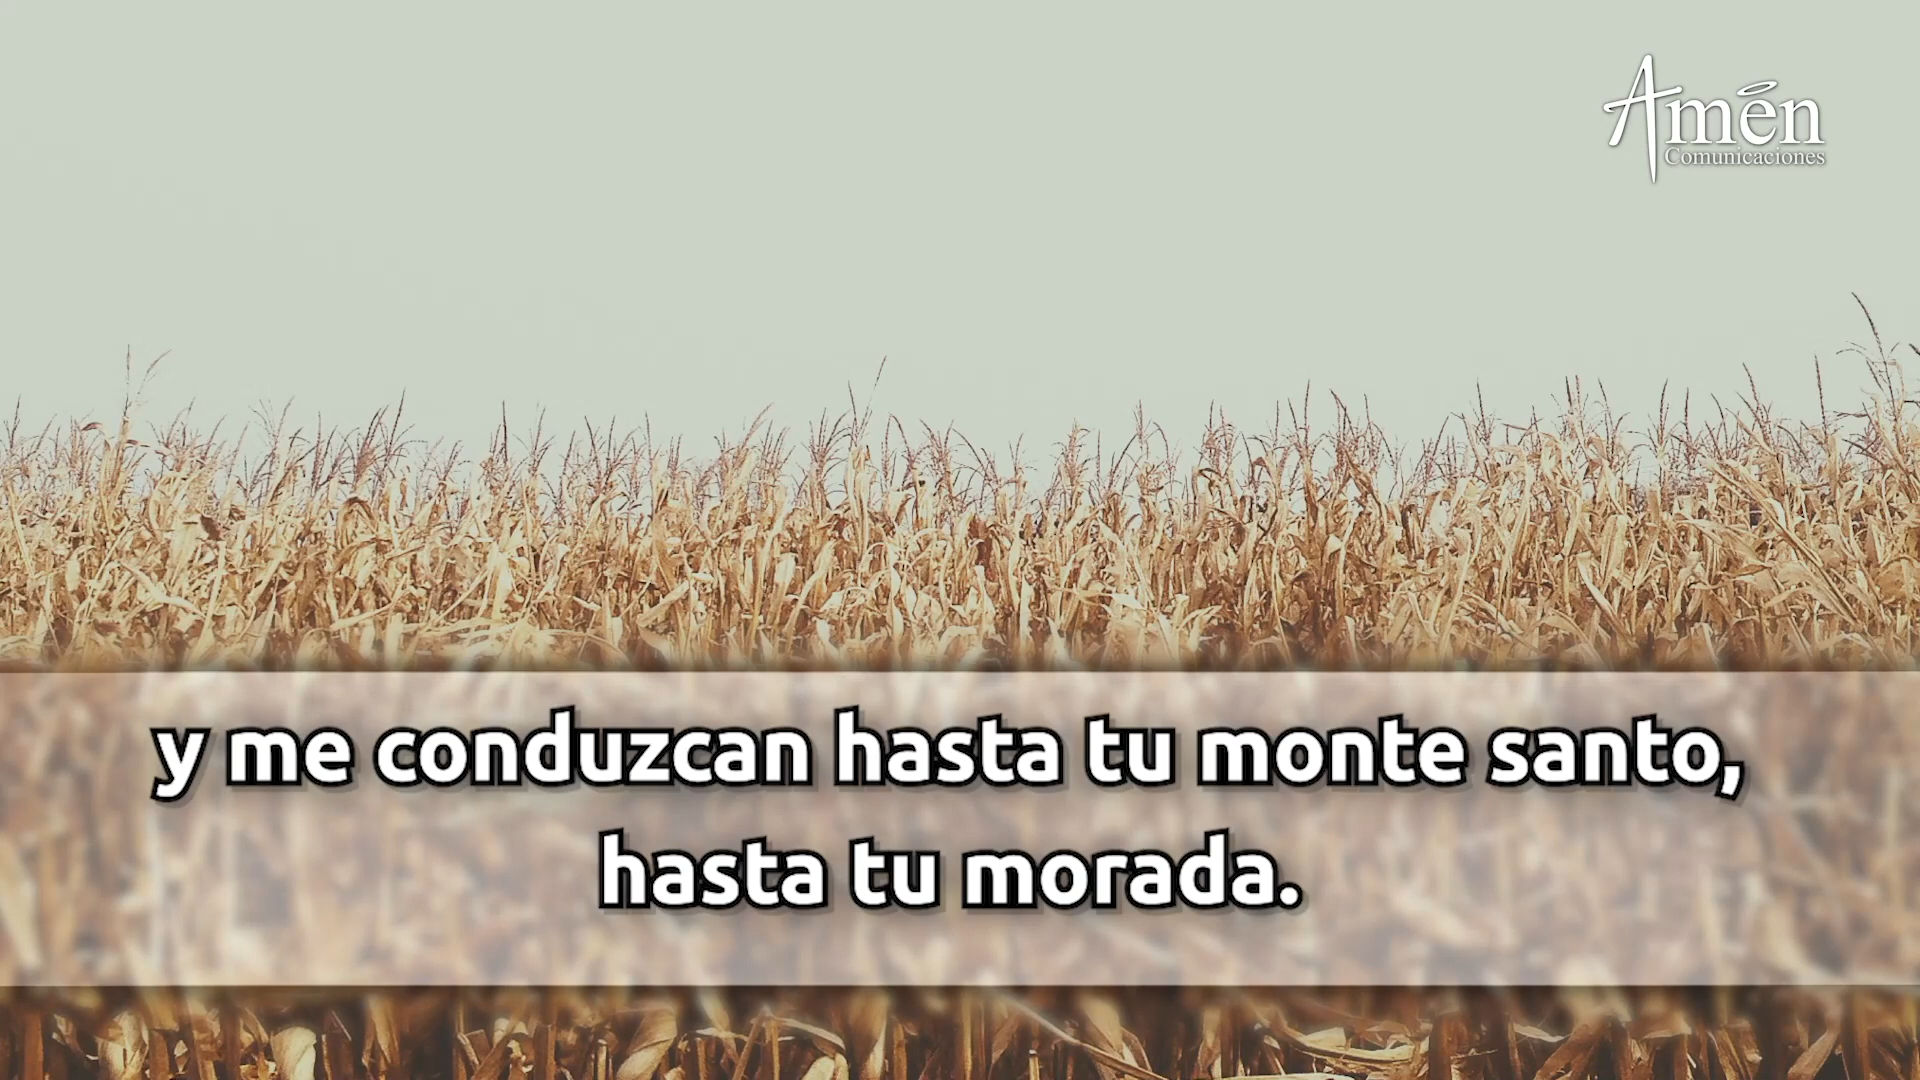 Amén
Comunicaciones
y me conduzcan hasta tu monte santo,
hasta tu morada.